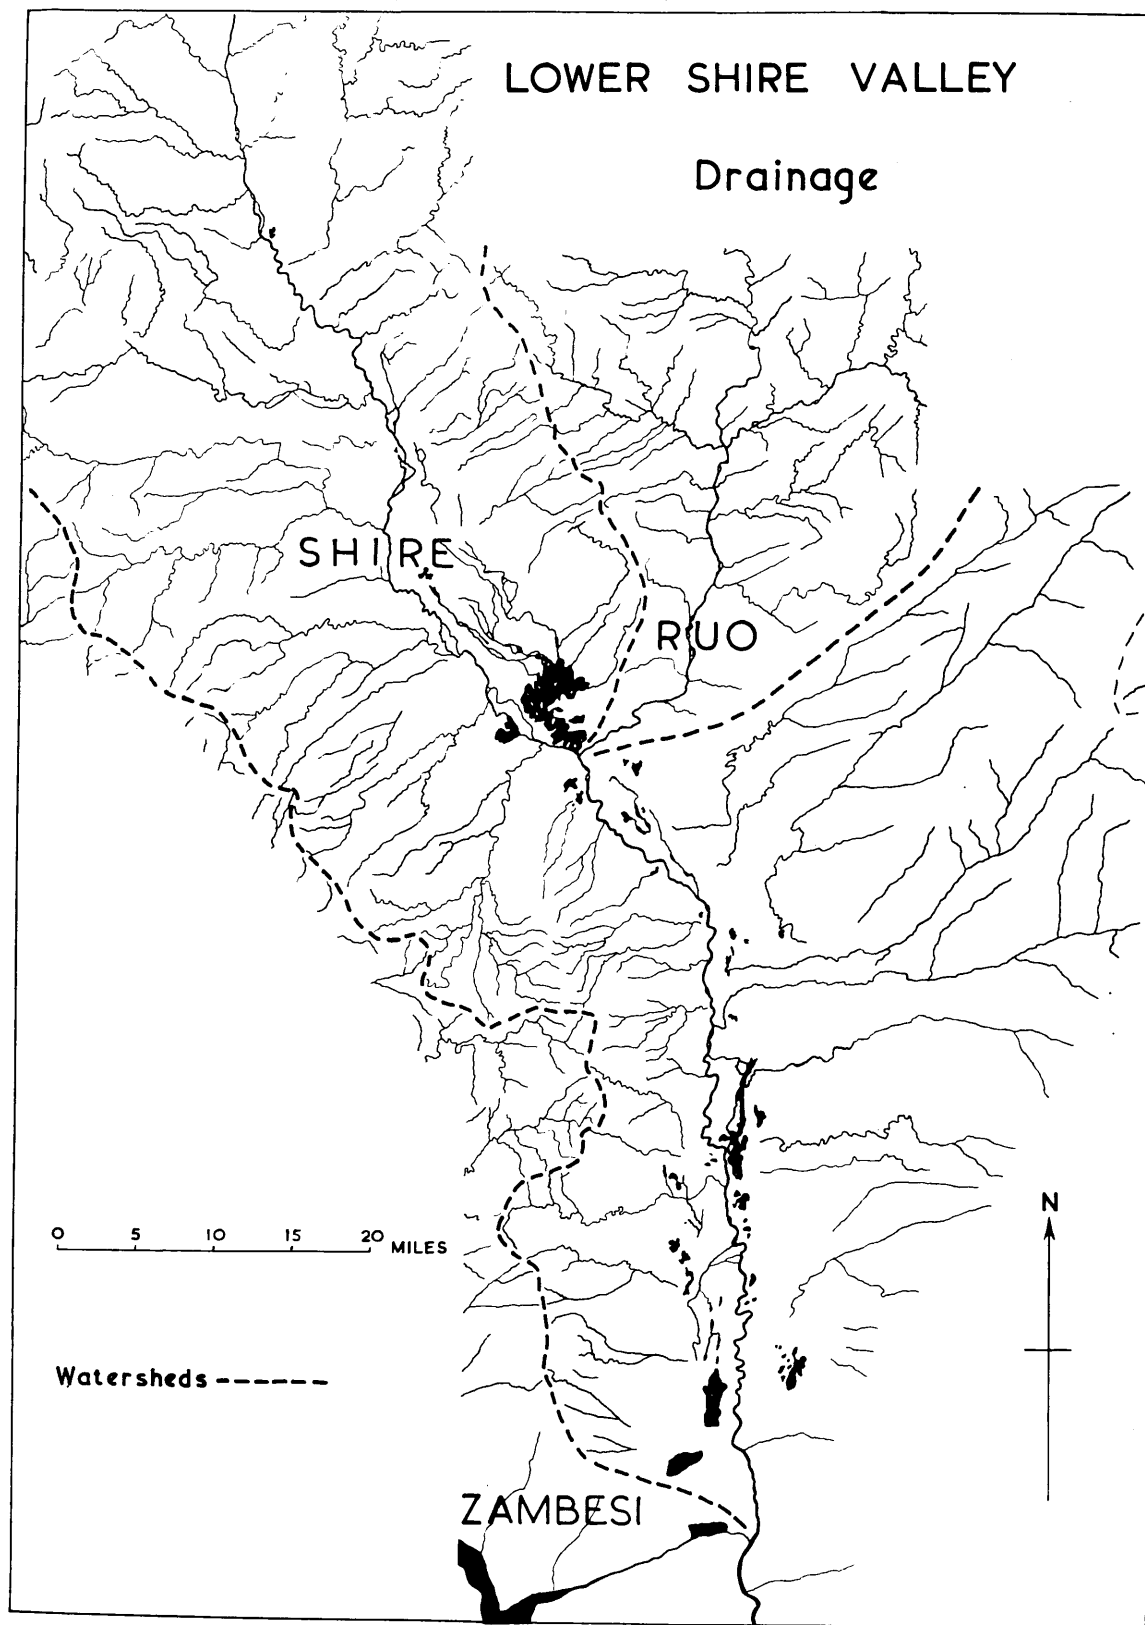 LOWER SHIRE VALLEY
Drainage
SHIRE
RUO
N
0 5 10 15 20 MILES
Watersheds
ZAMBESI